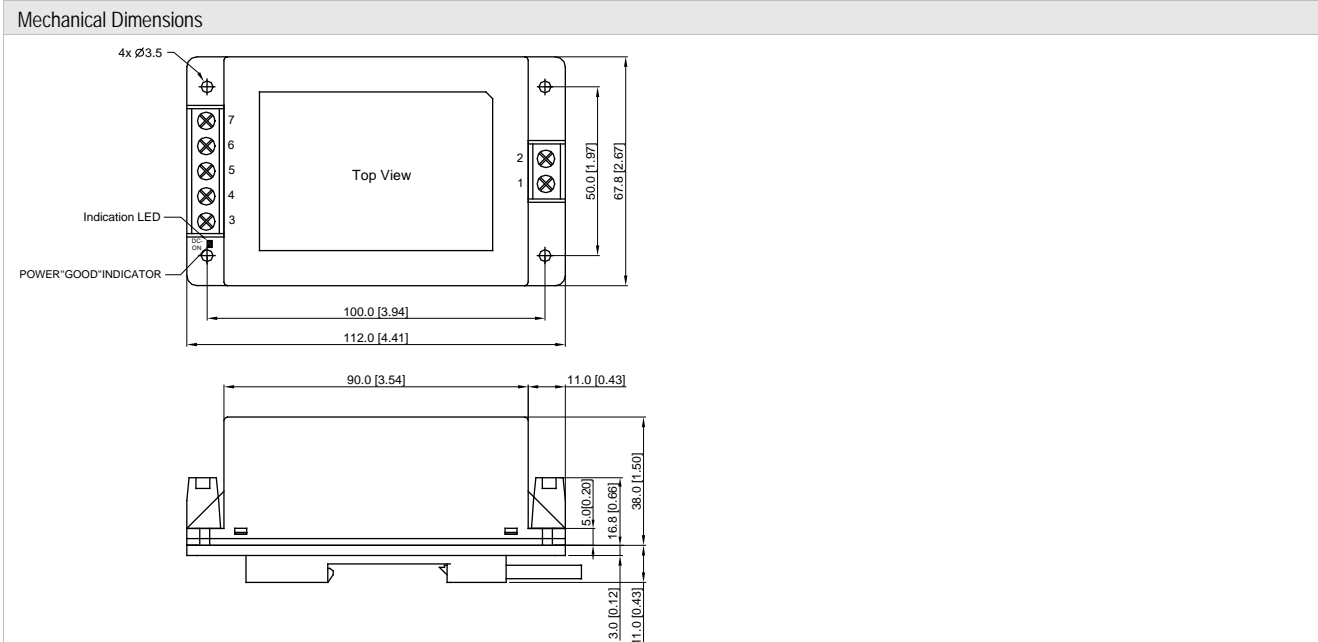 Mechanical Dimensions
4x Ø3.5
7
6
5
4
3
2
1
Top View
50.0 [1.97]
67.8 [2.67]
Indication LED
DC-
ON
POWER"GOOD"INDICATOR
100.0 [3.94]
112.0 [4.41]
90.0 [3.54]
11.0 [0.43]
5.0[0.20]
16.8 [0.66]
38.0 [1.50]
3.0 [0.12]
11.0 [0.43]